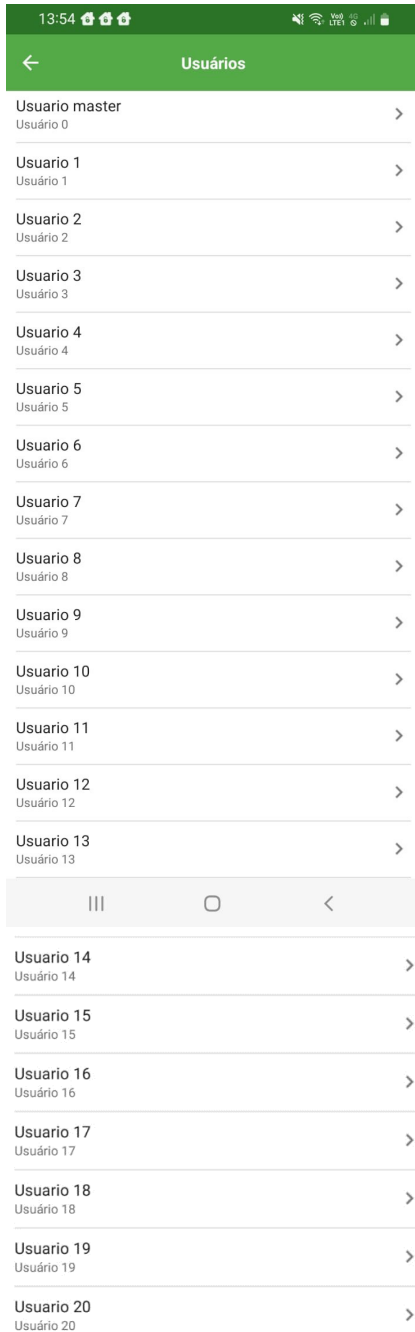 13:54
Vo)) 4G
LTE1
Usuários
Usuario master
Usuário 0
Usuario 1
Usuário 1
Usuario 2
Usuário 2
Usuario 3
Usuário 3
Usuario 4
Usuário 4
Usuario 5
Usuário 5
Usuario 6
Usuário 6
Usuario 7
Usuário 7
Usuario 8
Usuário 8
Usuario 9
Usuário 9
Usuario 10
Usuário 10
Usuario 11
Usuário 11
Usuario 12
Usuário 12
Usuario 13
Usuário 13
Usuario 14
Usuário 14
Usuario 15
Usuário 15
Usuario 16
Usuário 16
Usuario 17
Usuário 17
Usuario 18
Usuário 18
Usuario 19
Usuário 19
Usuario 20
Usuário 20